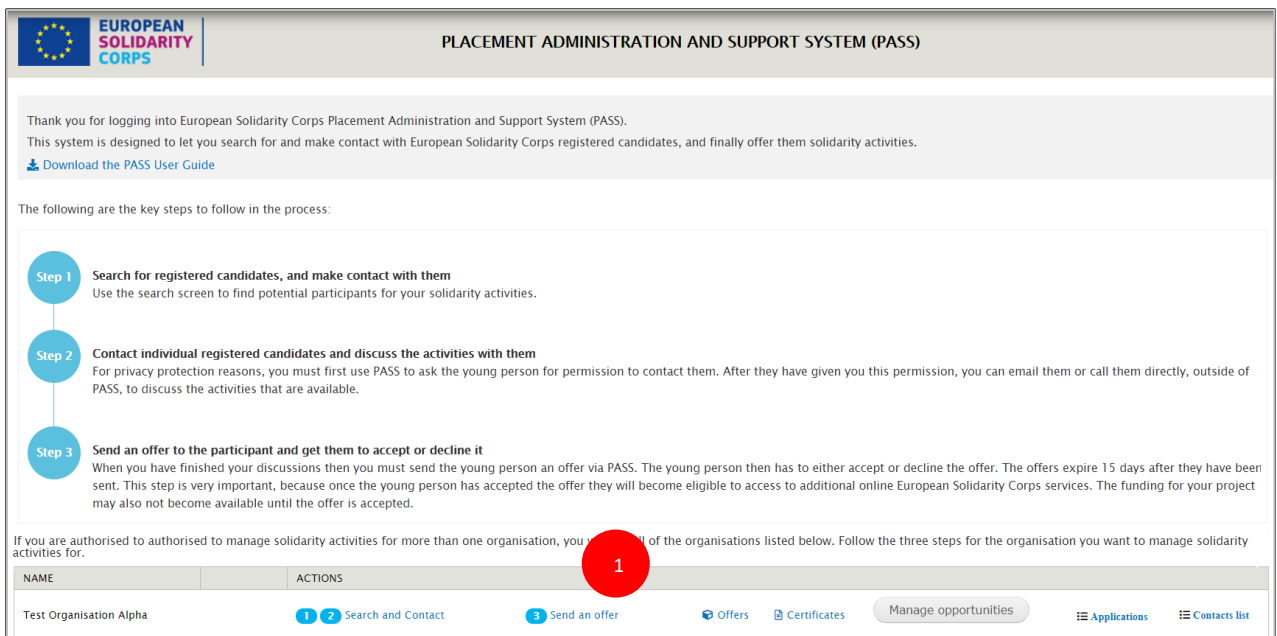 EUROPEAN
SOLIDARITY
CORPS
PLACEMENT ADMINISTRATION AND SUPPORT SYSTEM (PASS)
Thank you for logging into European Solidarity Corps Placement Administration and Support System (PASS).
This system is designed to let you search for and make contact with European Solidarity Corps registered candidates, and finally offer them solidarity activities.
Download the PASS User Guide
The following are the key steps to follow in the process:
Step 1
Search for registered candidates, and make contact with them
Use the search screen to find potential participants for your solidarity activities.
Step 2
Contact individual registered candidates and discuss the activities with them
For privacy protection reasons, you must first use PASS to ask the young person for permission to contact them. After they have given you this permission, you can email them or call them directly, outside of
PASS, to discuss the activities that are available.
Step 3
Send an offer to the participant and get them to accept or decline it
When you have finished your discussions then you must send the young person an offer via PASS. The young person then has to either accept or decline the offer. The offers expire 15 days after they have been
sent. This step is very important, because once the young person has accepted the offer they will become eligible to access to additional online European Solidarity Corps services. The funding for your project
may also not become available until the offer is accepted.
If you are authorised to authorised to manage solidarity activities for more than one organisation, you of the organisations listed below. Follow the three steps for the organisation you want to manage solidarity
activities for.
1
NAME ACTIONS
Test Organisation Alpha 1 2 Search and Contact 3 Send an offer Offers Certificates Manage opportunities Applications Contacts list